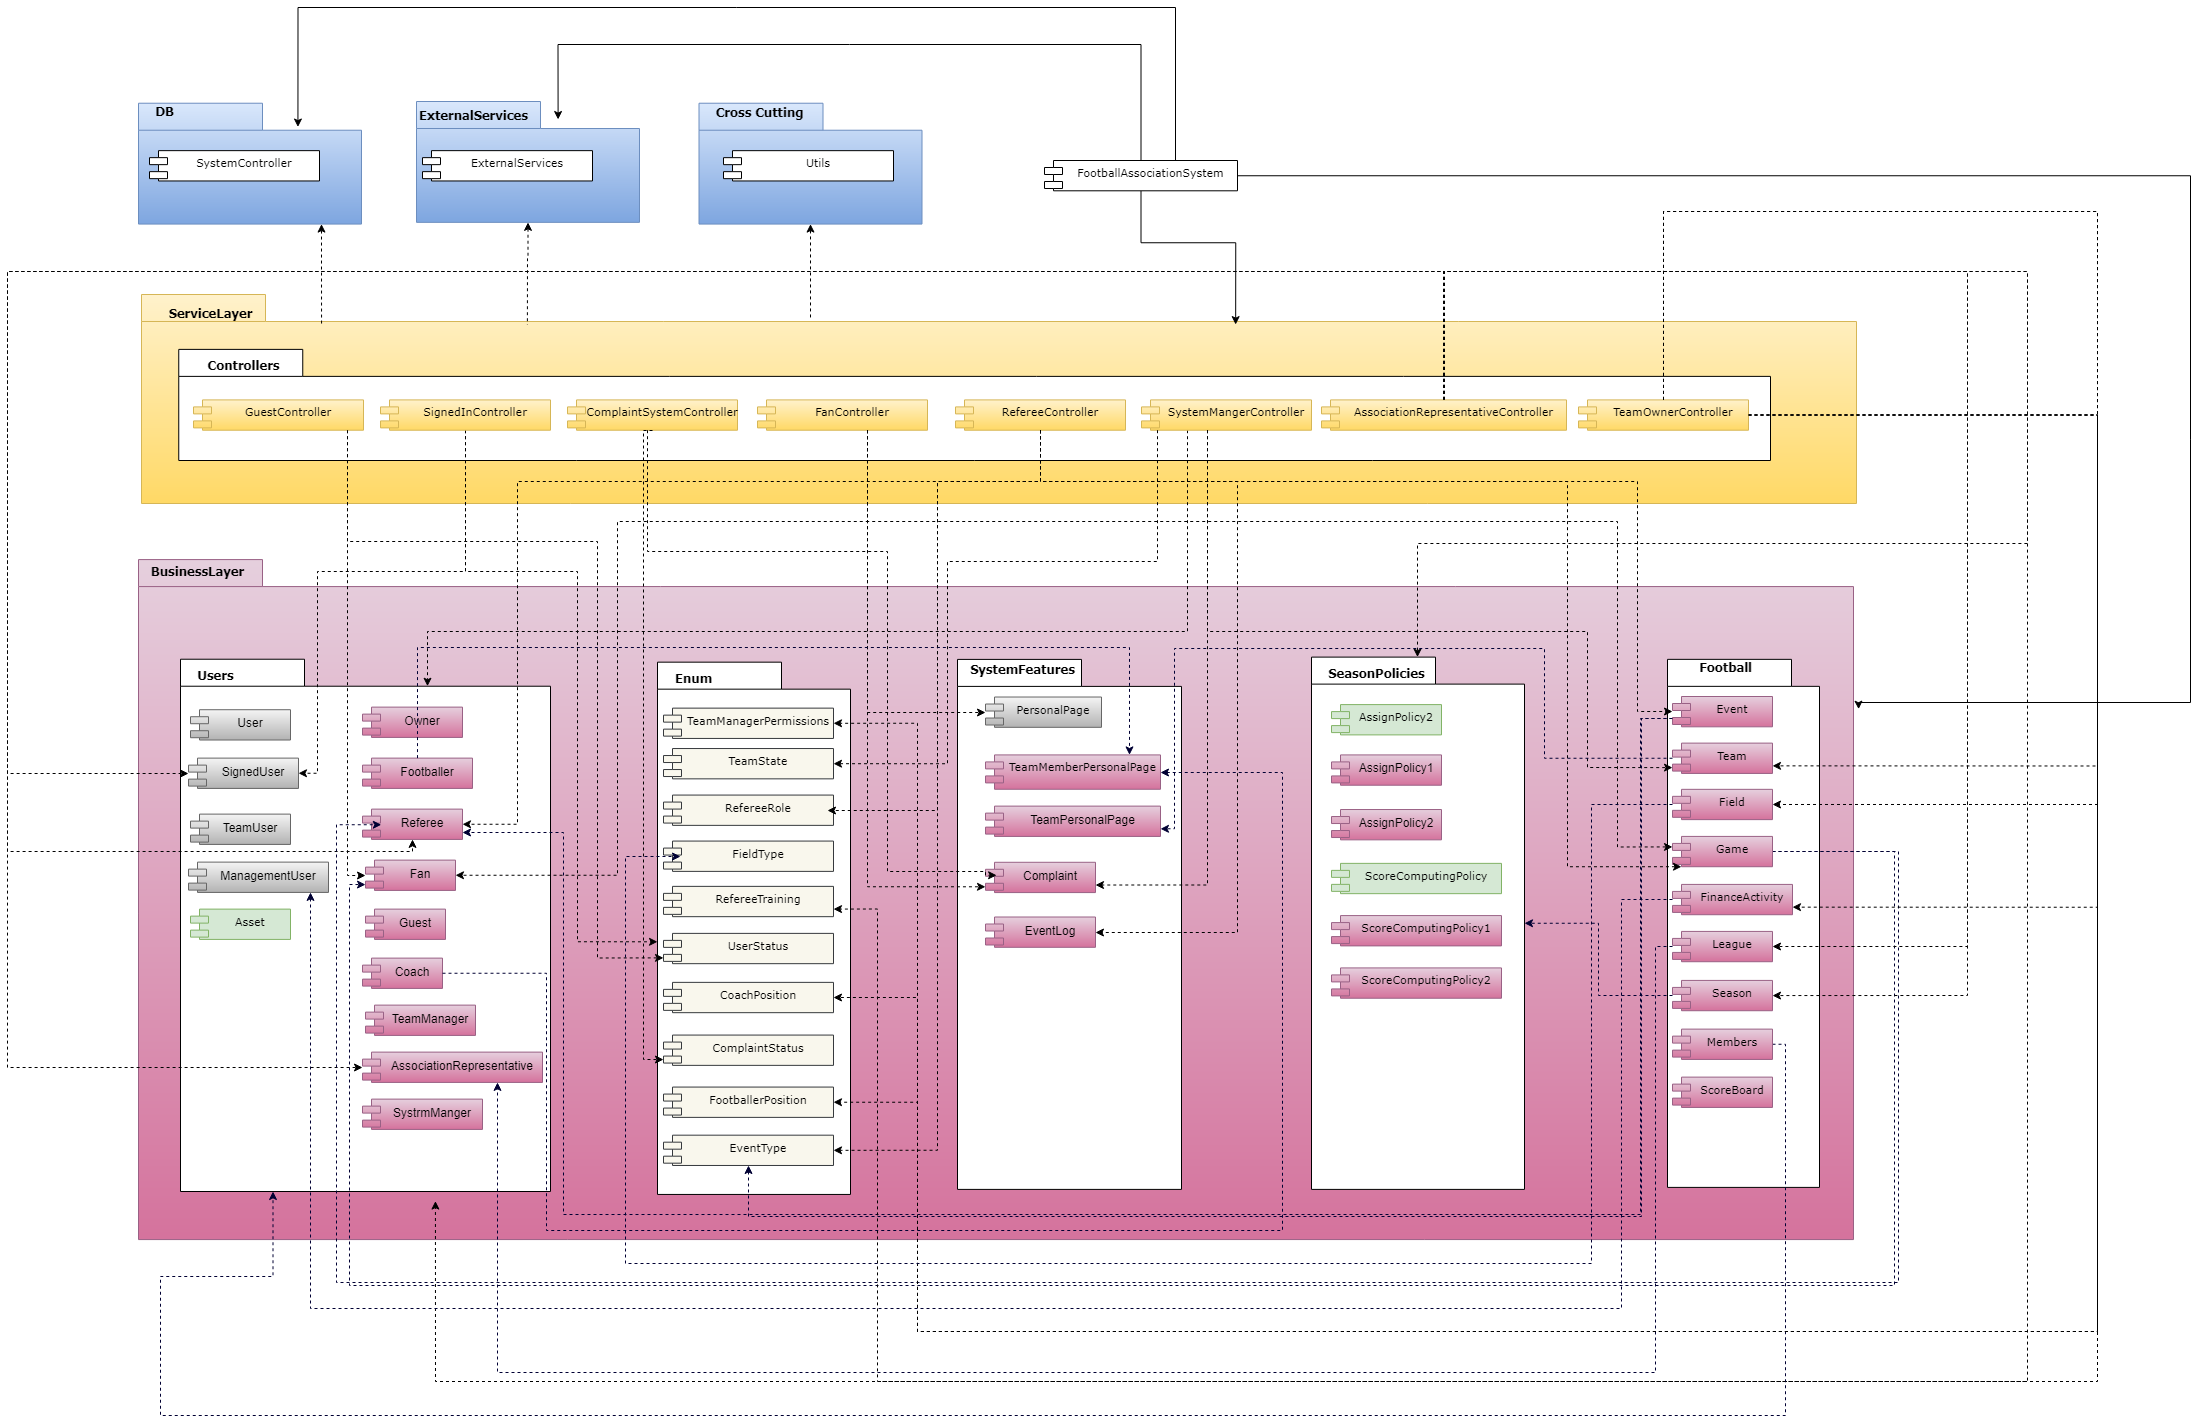 DB
ExternalServices
Cross Cutting
SystemController
ExternalServices
Utils
FootballAssociationSystem
ServiceLayer
Controllers
GuestController
SignedInController
ComplaintSystemController
FanController
RefereeController
SystemMangerController
AssociationRepresentativeController
TeamOwnerController
BusinessLayer
Users
User
SignedUser
TeamUser
ManagementUser
Asset
Owner
Footballer
Referee
Fan
Guest
Coach
TeamManager
AssociationRepresentative
SystrmManger
Enum
TeamManagerPermissions
TeamState
RefereeRole
FieldType
RefereeTraining
UserStatus
CoachPosition
ComplaintStatus
FootballerPosition
EventType
SystemFeatures
PersonalPage
TeamMemberPersonalPage
TeamPersonalPage
Complaint
EventLog
SeasonPolicies
AssignPolicy2
AssignPolicy1
AssignPolicy2
ScoreComputingPolicy
ScoreComputingPolicy1
ScoreComputingPolicy2
Football
Event
Team
Field
Game
FinanceActivity
League
Season
Members
ScoreBoard